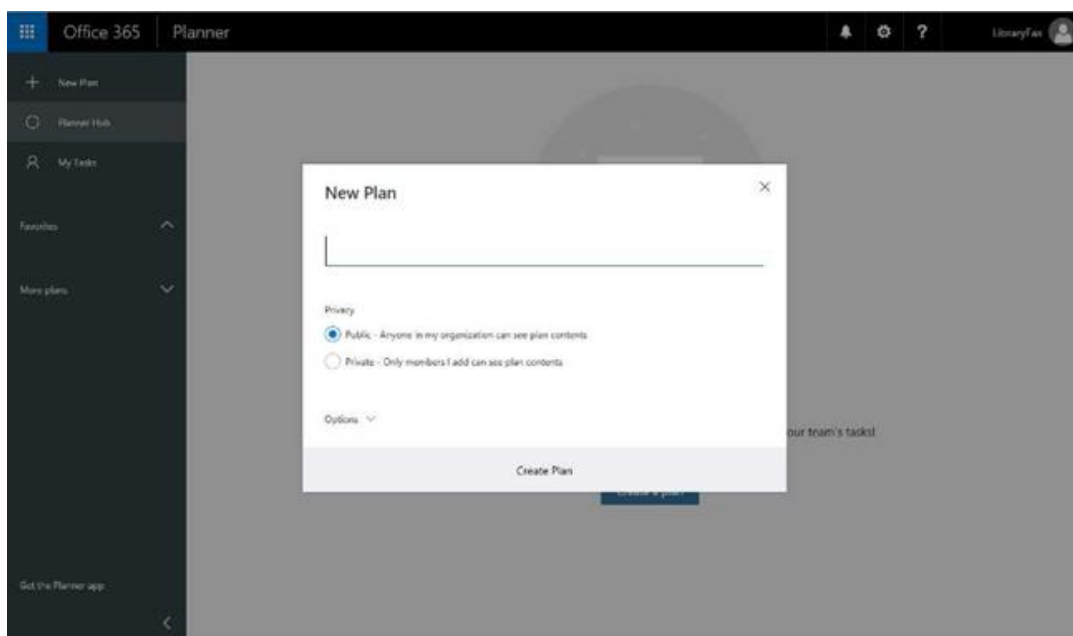 Office 365
Planner
LibraryFax
New Plan
Planner Hub
My Tasks
Favorites
More plans
Get the Planner app
New Plan
Privacy
Public - Anyone in my organization can see plan contents
Private - Only members I add can see plan contents
Options
our team's tasks!
Create Plan
Create a plan